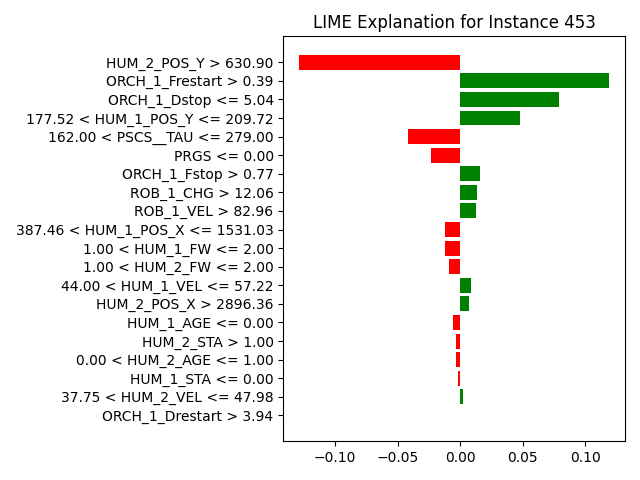 LIME Explanation for Instance 453
HUM_2_POS_Y > 630.90
ORCH_1_Frestart > 0.39
ORCH_1_Dstop <= 5.04
177.52 < HUM_1_POS_Y <= 209.72
162.00 < PSCS__TAU <= 279.00
PRGS <= 0.00
ORCH_1_Fstop > 0.77
ROB_1_CHG > 12.06
ROB_1_VEL > 82.96
387.46 < HUM_1_POS_X <= 1531.03
1.00 < HUM_1_FW <= 2.00
1.00 < HUM_2_FW <= 2.00
44.00 < HUM_1_VEL <= 57.22
HUM_2_POS_X > 2896.36
HUM_1_AGE <= 0.00
HUM_2_STA > 1.00
0.00 < HUM_2_AGE <= 1.00
HUM_1_STA <= 0.00
37.75 < HUM_2_VEL <= 47.98
ORCH_1_Drestart > 3.94
−0.10 −0.05 0.00 0.05 0.10